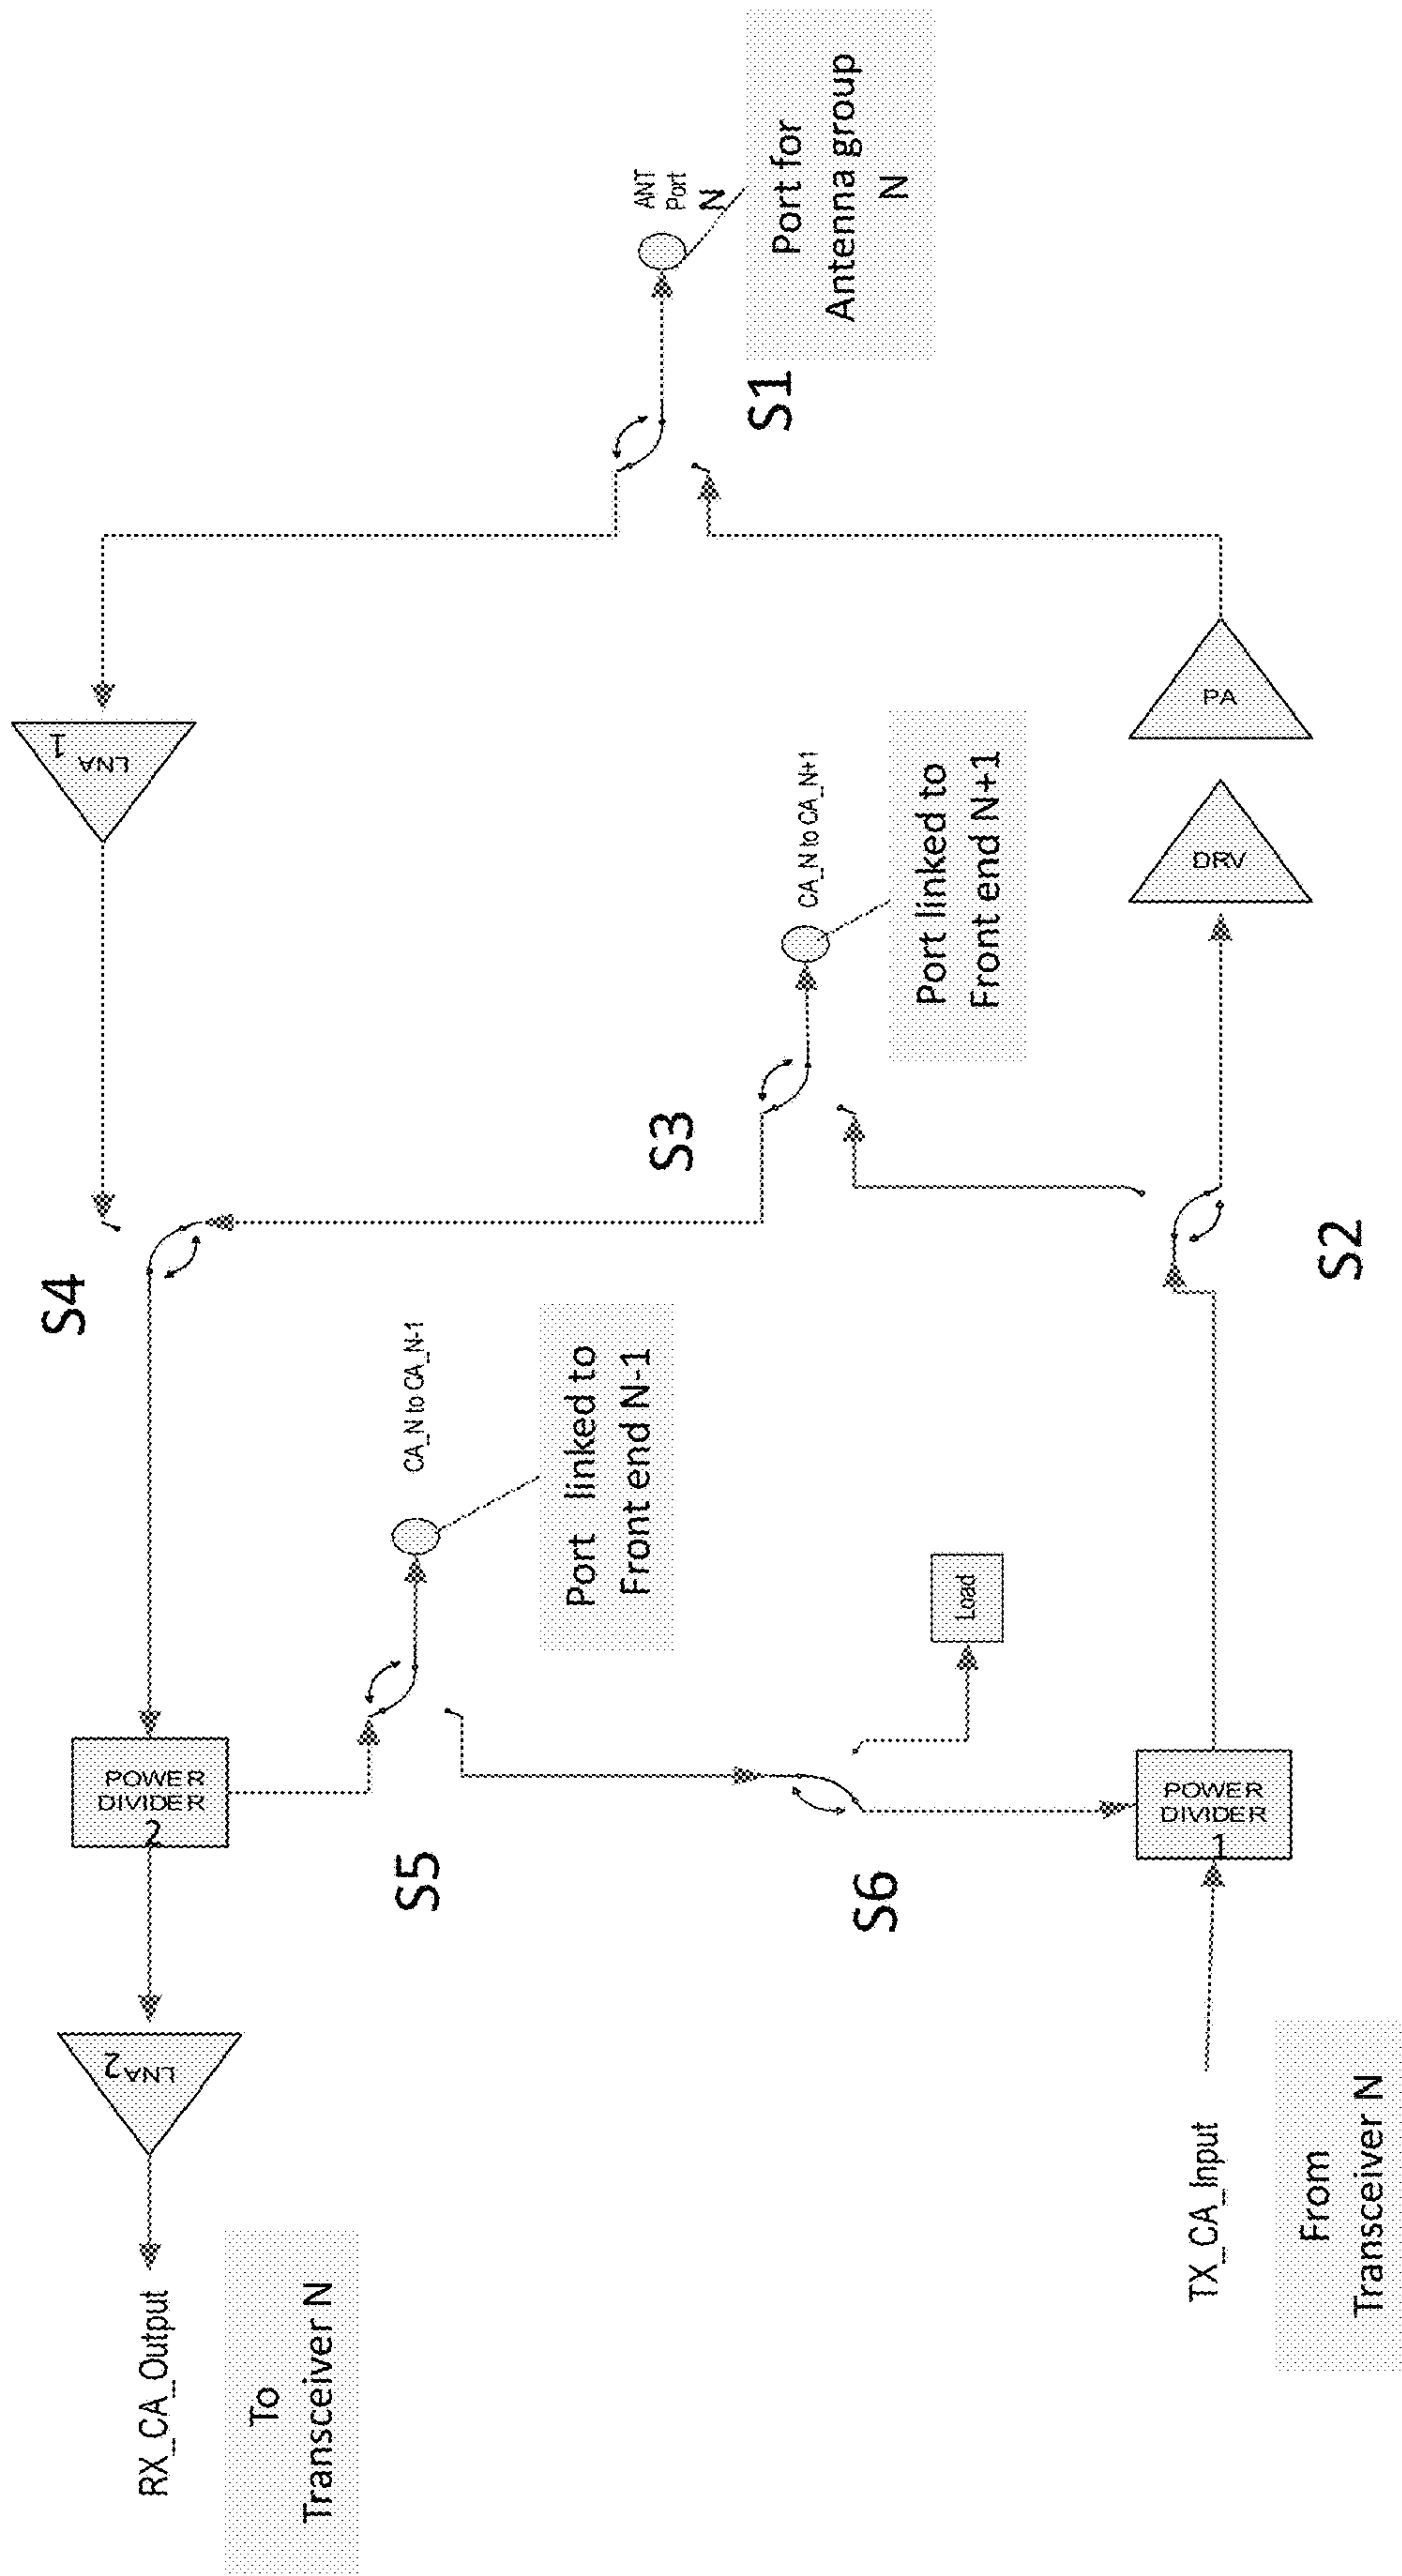 RX_CA_Output
To
Transceiver N
LNA2
POWER
DIVIDER
2
S4
LNA
1
S5
CA_N to CA_N-1
Port linked to
Front end N-1
S3
CA_N to CA_N+1
Port linked to
Front end N+1
ANT
Port
N
Port for
Antenna group
N
S1
S6
Load
TX_CA_Input
From
Transceiver N
POWER
DIVIDER
1
S2
DRV
PA